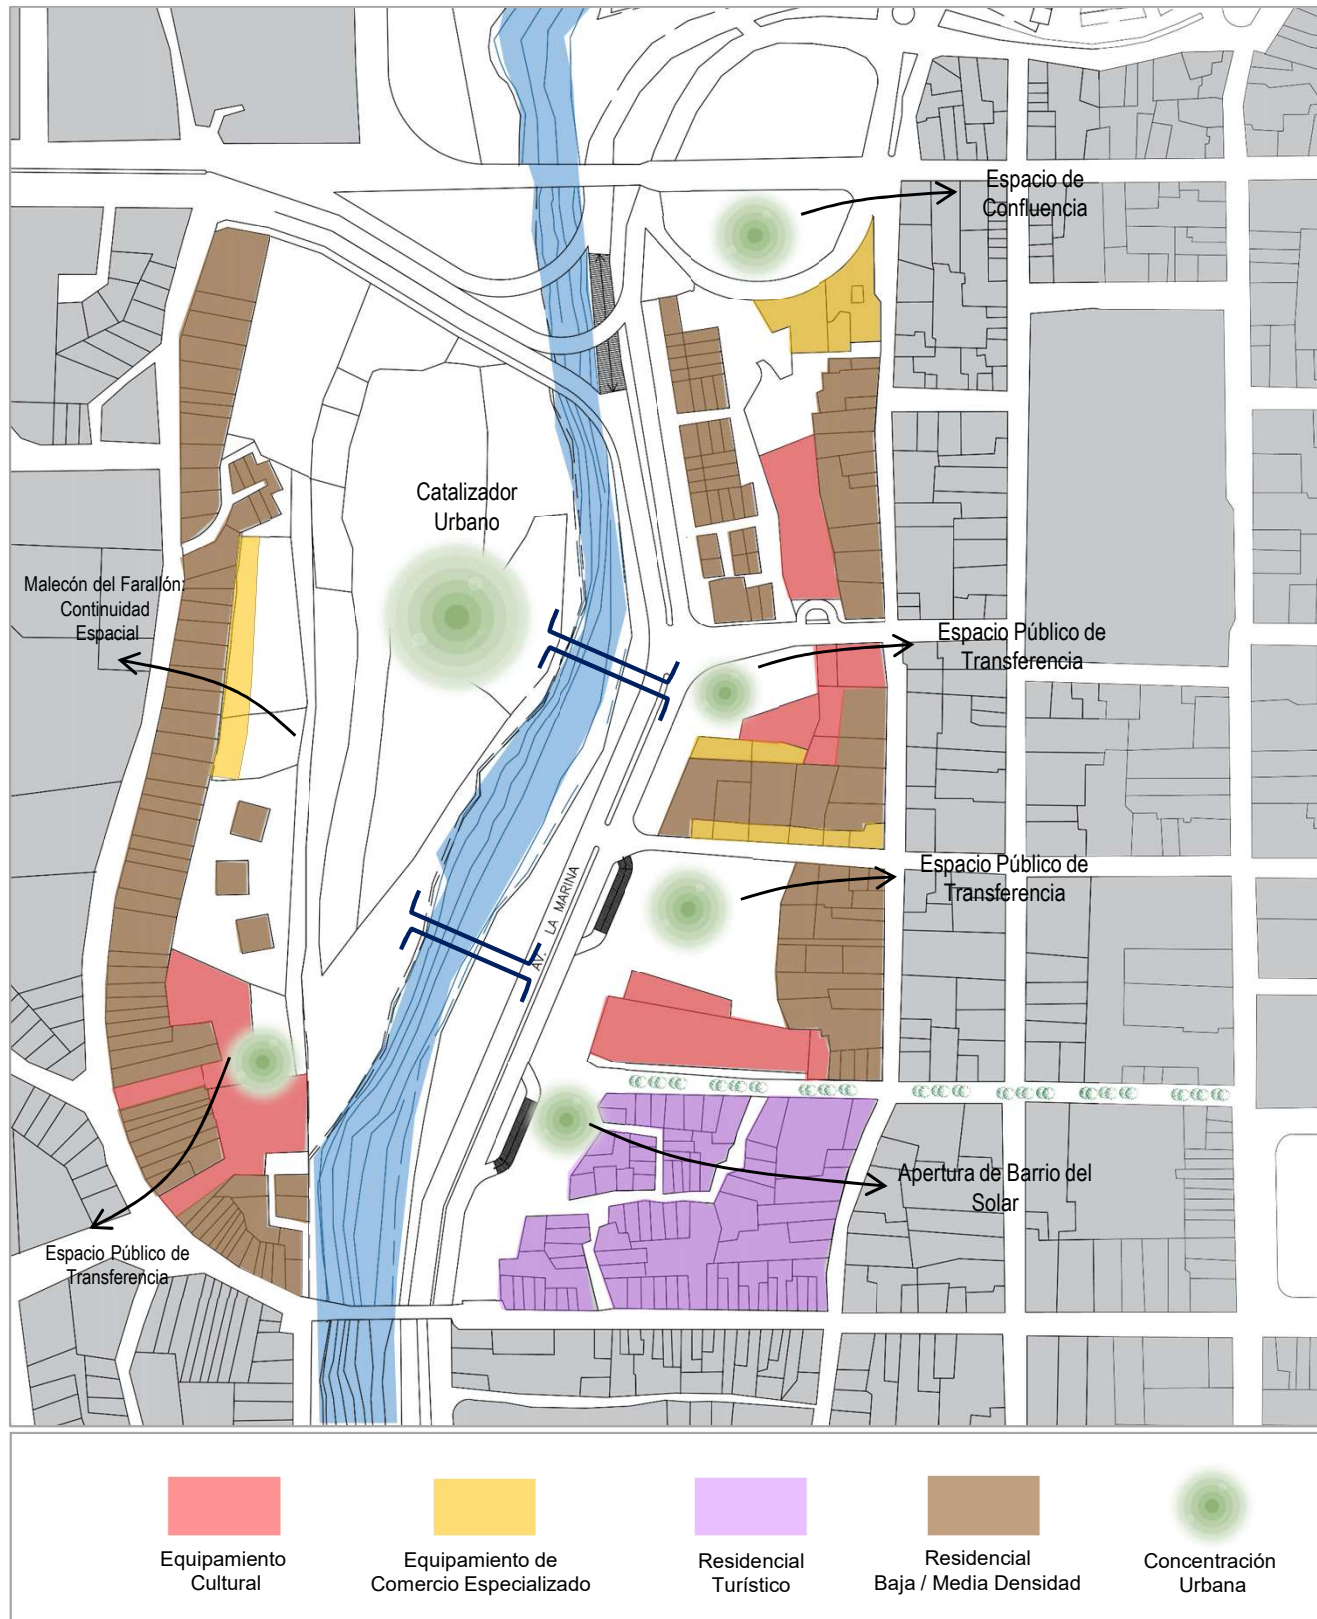 Espacio de
Confluencia
Catalizador
Urbano
Malecón del Farallón:
Continuidad
Espacial
Espacio Público de
Transferencia
Espacio Público de
Transferencia
AV. LA MARINA
Apertura de Barrio del
Solar
Espacio Público de
Transferencia
Equipamiento
Cultural
Equipamiento de
Comercio Especializado
Residencial
Turístico
Residencial
Baja / Media Densidad
Concentración
Urbana